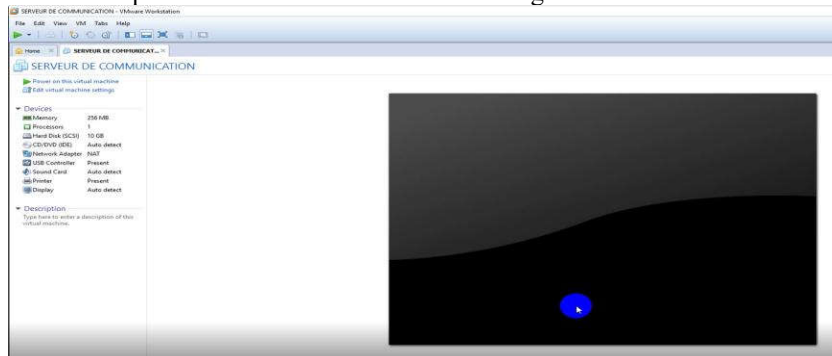 SERVEUR DE COMMUNICATION - VMware Workstation
File Edit View VM Tabs Help
Home SERVEUR DE COMMUNICAT...
SERVEUR DE COMMUNICATION
Power on this virtual machine
Edit virtual machine settings
Devices
Memory 256 MB
Processors 1
Hard Disk (SCSI) 10 GB
CD/DVD (IDE) Auto detect
Network Adapter NAT
USB Controller Present
Sound Card Auto detect
Printer Present
Display Auto detect
Description
Type here to enter a description of this
virtual machine.